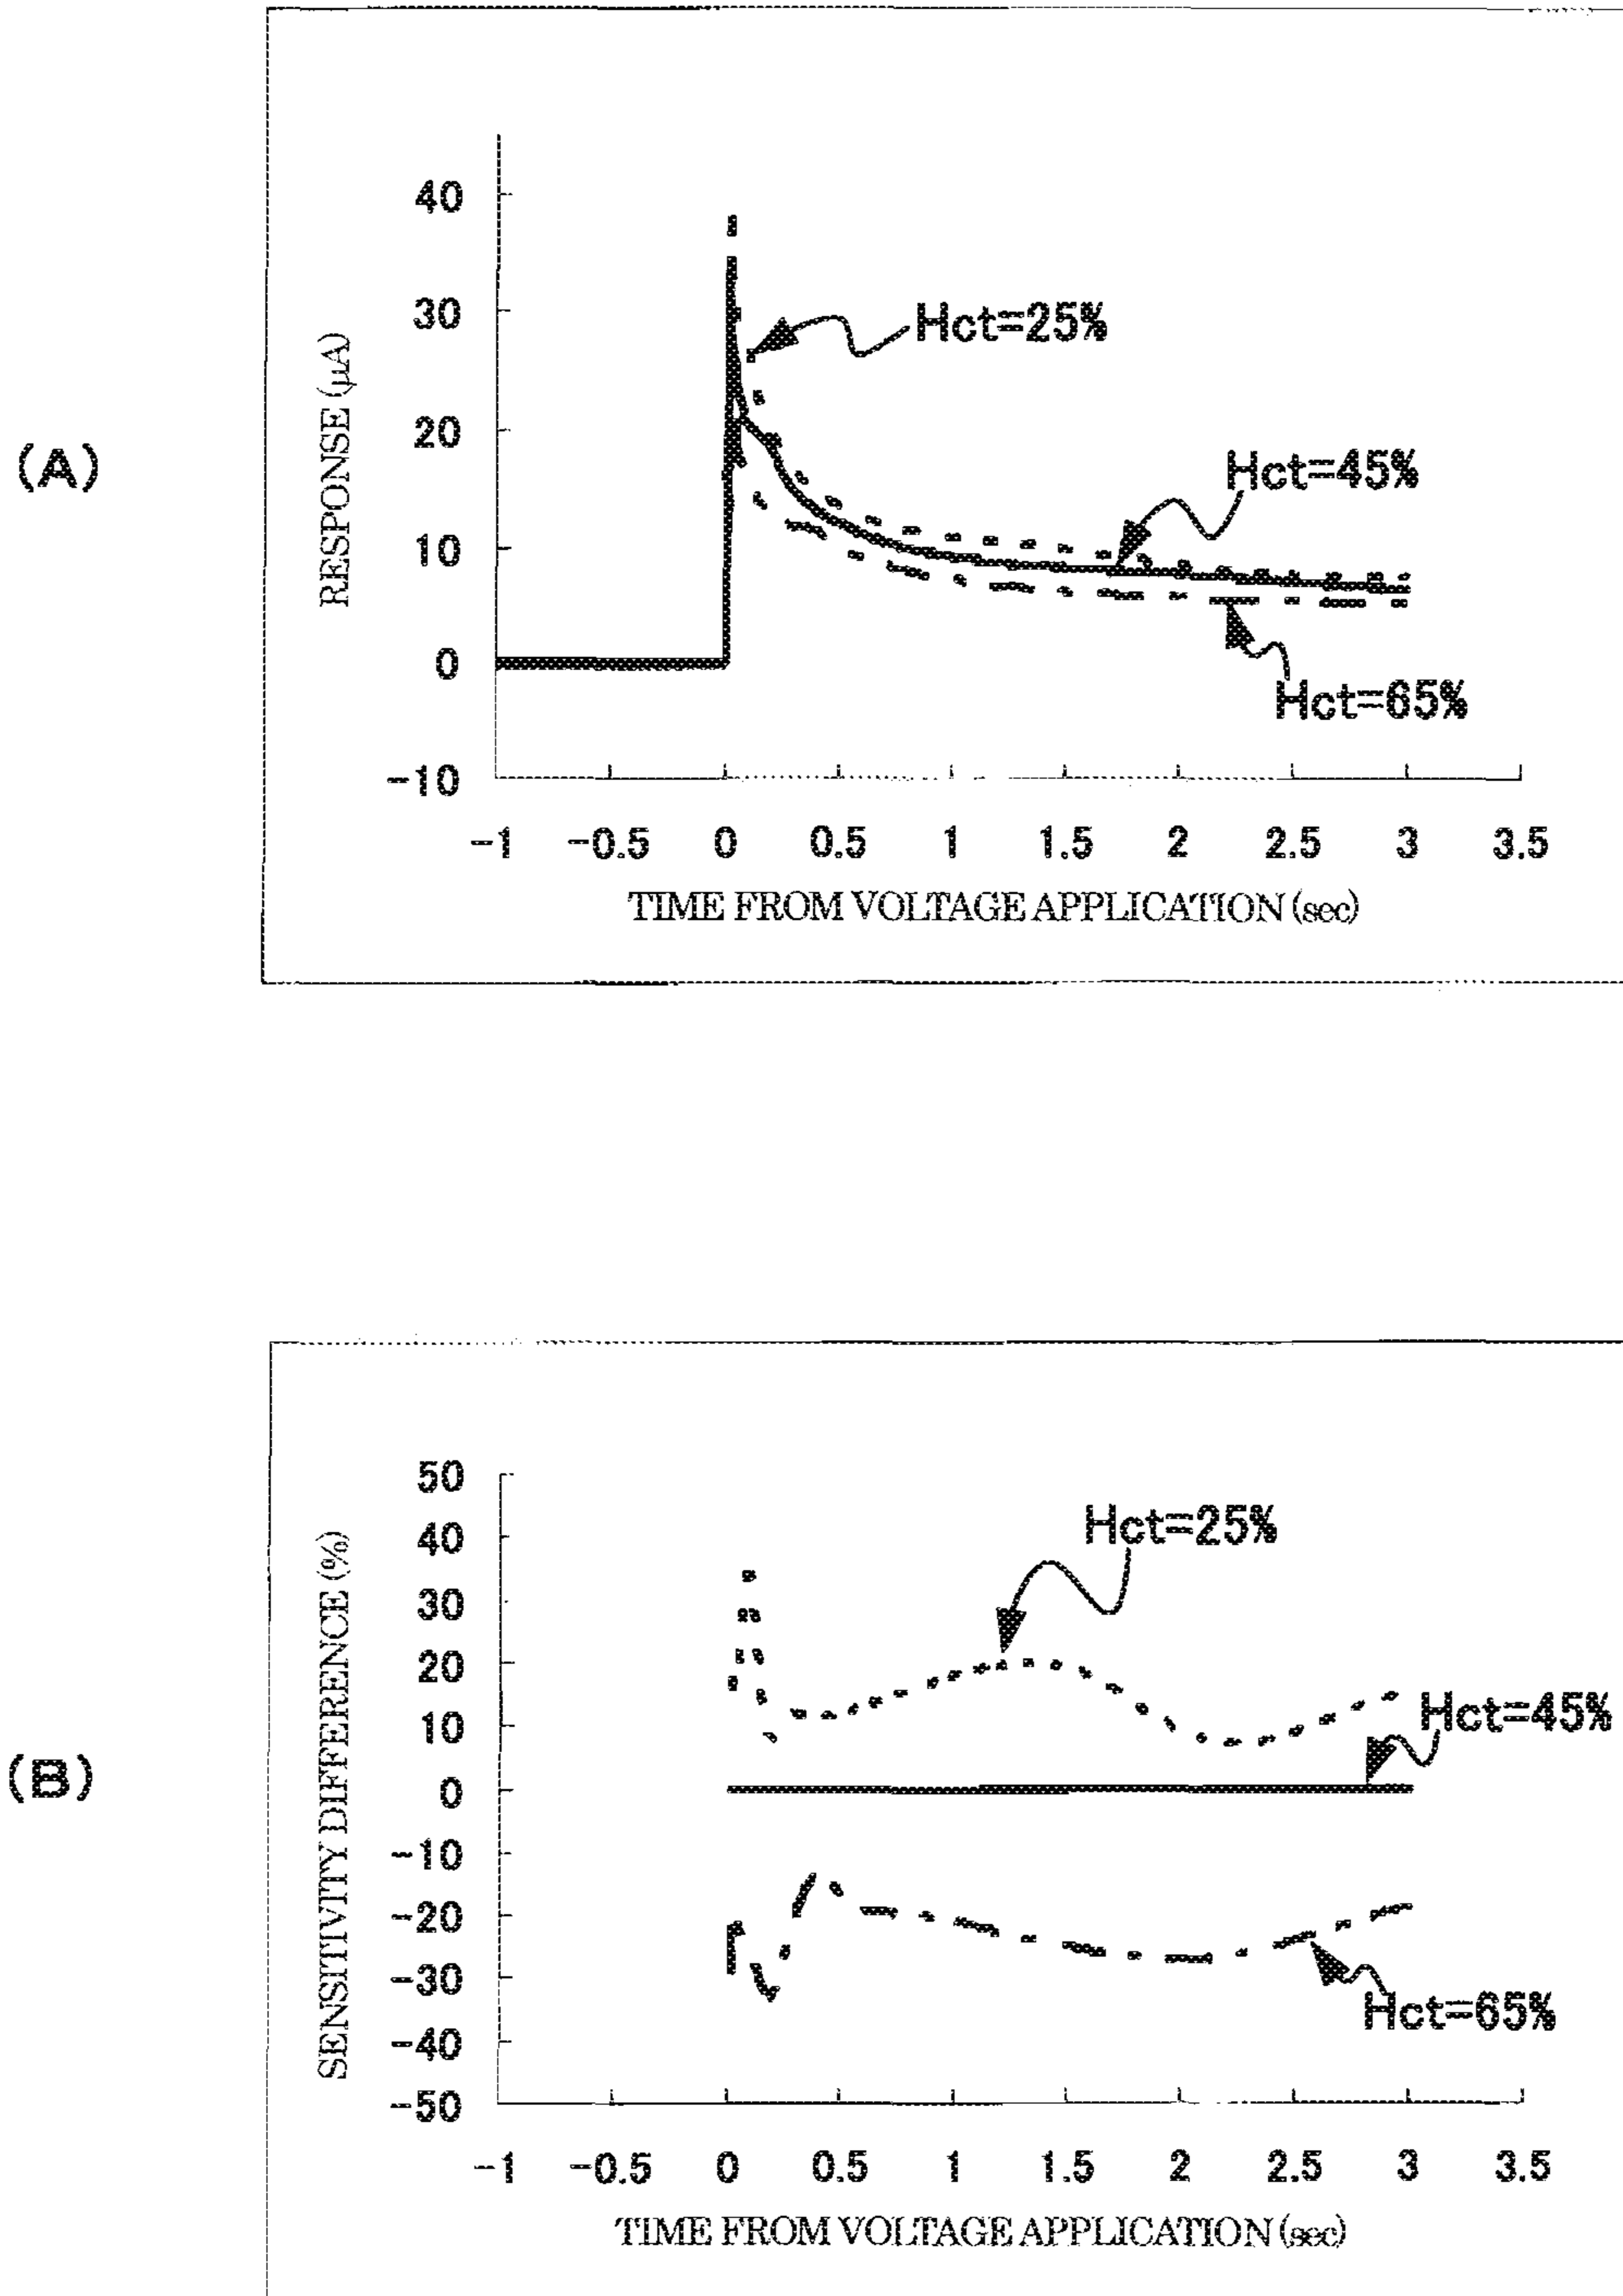 (A)
RESPONSE (μA)
40
30
20
10
0
-10
Hct=25%
Hct=45%
Hct=65%
-1 -0.5 0 0.5 1 1.5 2 2.5 3 3.5
TIME FROM VOLTAGE APPLICATION (sec)
(B)
SENSITIVITY DIFFERENCE (%)
50
40
30
20
10
0
-10
-20
-30
-40
-50
Hct=25%
Hct=45%
Hct=65%
-1 -0.5 0 0.5 1 1.5 2 2.5 3 3.5
TIME FROM VOLTAGE APPLICATION (sec)